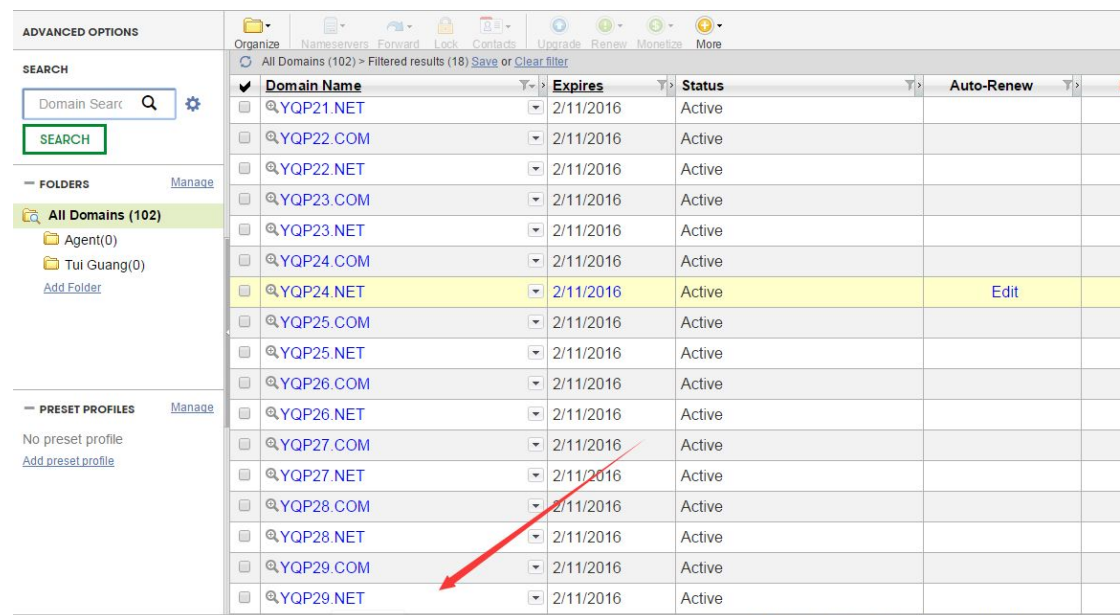 ADVANCED OPTIONS
SEARCH
Domain Searc
SEARCH
FOLDERS Manage
All Domains (102)
Agent(0)
Tui Guang(0)
Add Folder
PRESET PROFILES Manage
No preset profile
Add preset profile
Organize Nameservers Forward Lock Contacts Upgrade Renew Monetize More
All Domains (102) > Filtered results (18) Save or Clear filter
Domain Name Expires Status Auto-Renew
YQP21.NET 2/11/2016 Active
YQP22.COM 2/11/2016 Active
YQP22.NET 2/11/2016 Active
YQP23.COM 2/11/2016 Active
YQP23.NET 2/11/2016 Active
YQP24.COM 2/11/2016 Active
YQP24.NET 2/11/2016 Active Edit
YQP25.COM 2/11/2016 Active
YQP25.NET 2/11/2016 Active
YQP26.COM 2/11/2016 Active
YQP26.NET 2/11/2016 Active
YQP27.COM 2/11/2016 Active
YQP27.NET 2/11/2016 Active
YQP28.COM 2/11/2016 Active
YQP28.NET 2/11/2016 Active
YQP29.COM 2/11/2016 Active
YQP29.NET 2/11/2016 Active